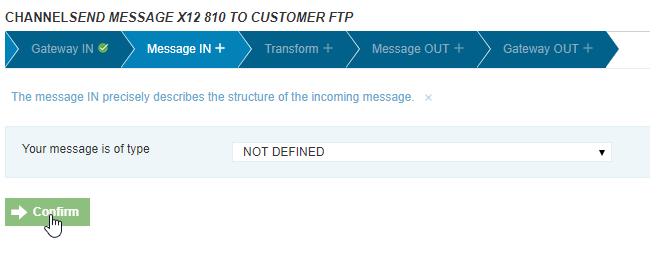 CHANNELSEND MESSAGE X12 810 TO CUSTOMER FTP
Gateway IN Message IN + Transform + Message OUT + Gateway OUT +
The message IN precisely describes the structure of the incoming message. ×
Your message is of type NOT DEFINED
Confirm